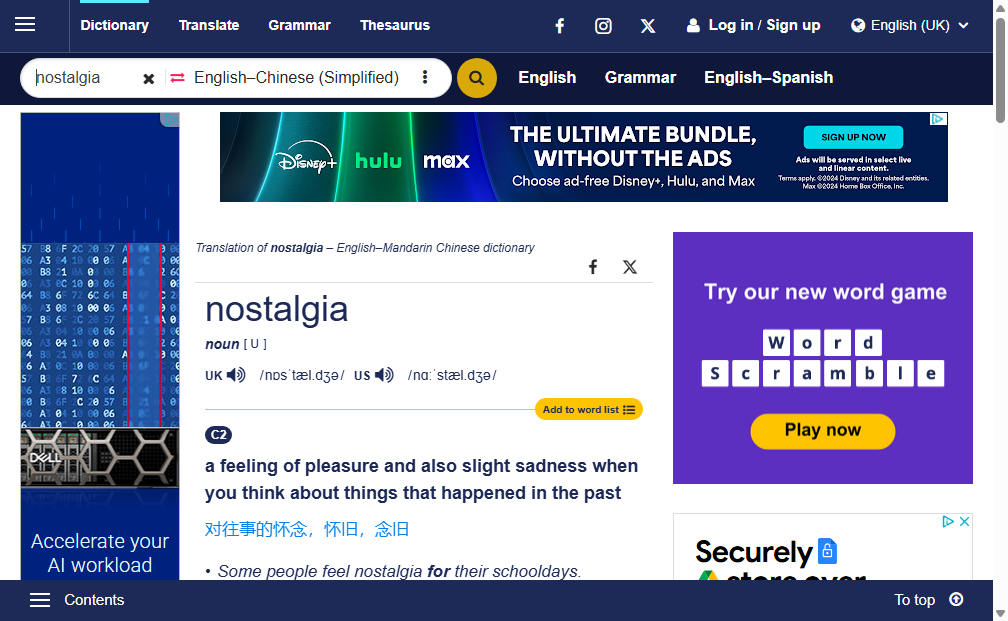 Dictionary Translate Grammar Thesaurus Log in / Sign up English (UK)
nostalgia English–Chinese (Simplified) English Grammar English–Spanish
Disney+ hulu max
THE ULTIMATE BUNDLE,
WITHOUT THE ADS
Choose ad-free Disney+, Hulu, and Max
SIGN UP NOW
Ads will be served in select live
and linear content.
Terms apply. ©2024 Disney and its related entities.
Max ©2024 Home Box Office, Inc.
DELL
Accelerate your
AI workload
Translation of nostalgia – English–Mandarin Chinese dictionary
nostalgia
noun [ U ]
UK /nɒsˈtæl.dʒə/ US /nɑːˈstæl.dʒə/
Add to word list
C2
a feeling of pleasure and also slight sadness when
you think about things that happened in the past
对往事的怀念，怀旧，念旧
• Some people feel nostalgia for their schooldays.
Try our new word game
Word
Scramble
Play now
Securely
store over
Contents To top